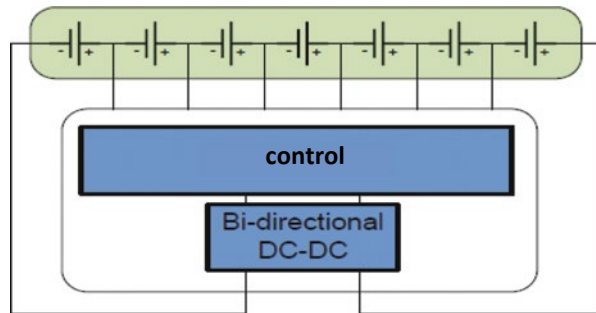 - + - + - + - + - + - + - +
control
Bi-directional
DC-DC